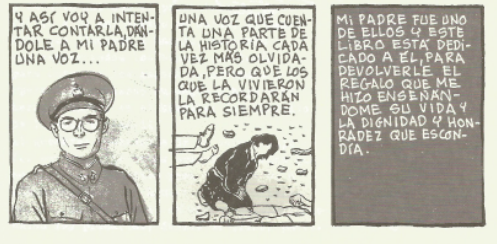 Y ASÍ VOY A INTEN-
TAR CONTARLA, DÁN-
DOLE A MI PADRE
UNA VOZ...
UNA VOZ QUE CUEN-
TA UNA PARTE DE
LA HISTORIA CADA
VEZ MÁS OLVIDA-
DA, PERO QUE LOS
QUE LA VIVIERON
LA RECORDARÁN
PARA SIEMPRE.
MI PADRE FUE UNO
DE ELLOS Y ESTE
LIBRO ESTÁ DEDI-
CADO A ÉL, PARA
DEVOLVERLE EL
REGALO QUE ME
HIZO ENSEÑÁN-
DOME SU VIDA Y
LA DIGNIDAD Y HON-
RADEZ QUE ESCON-
DÍA.